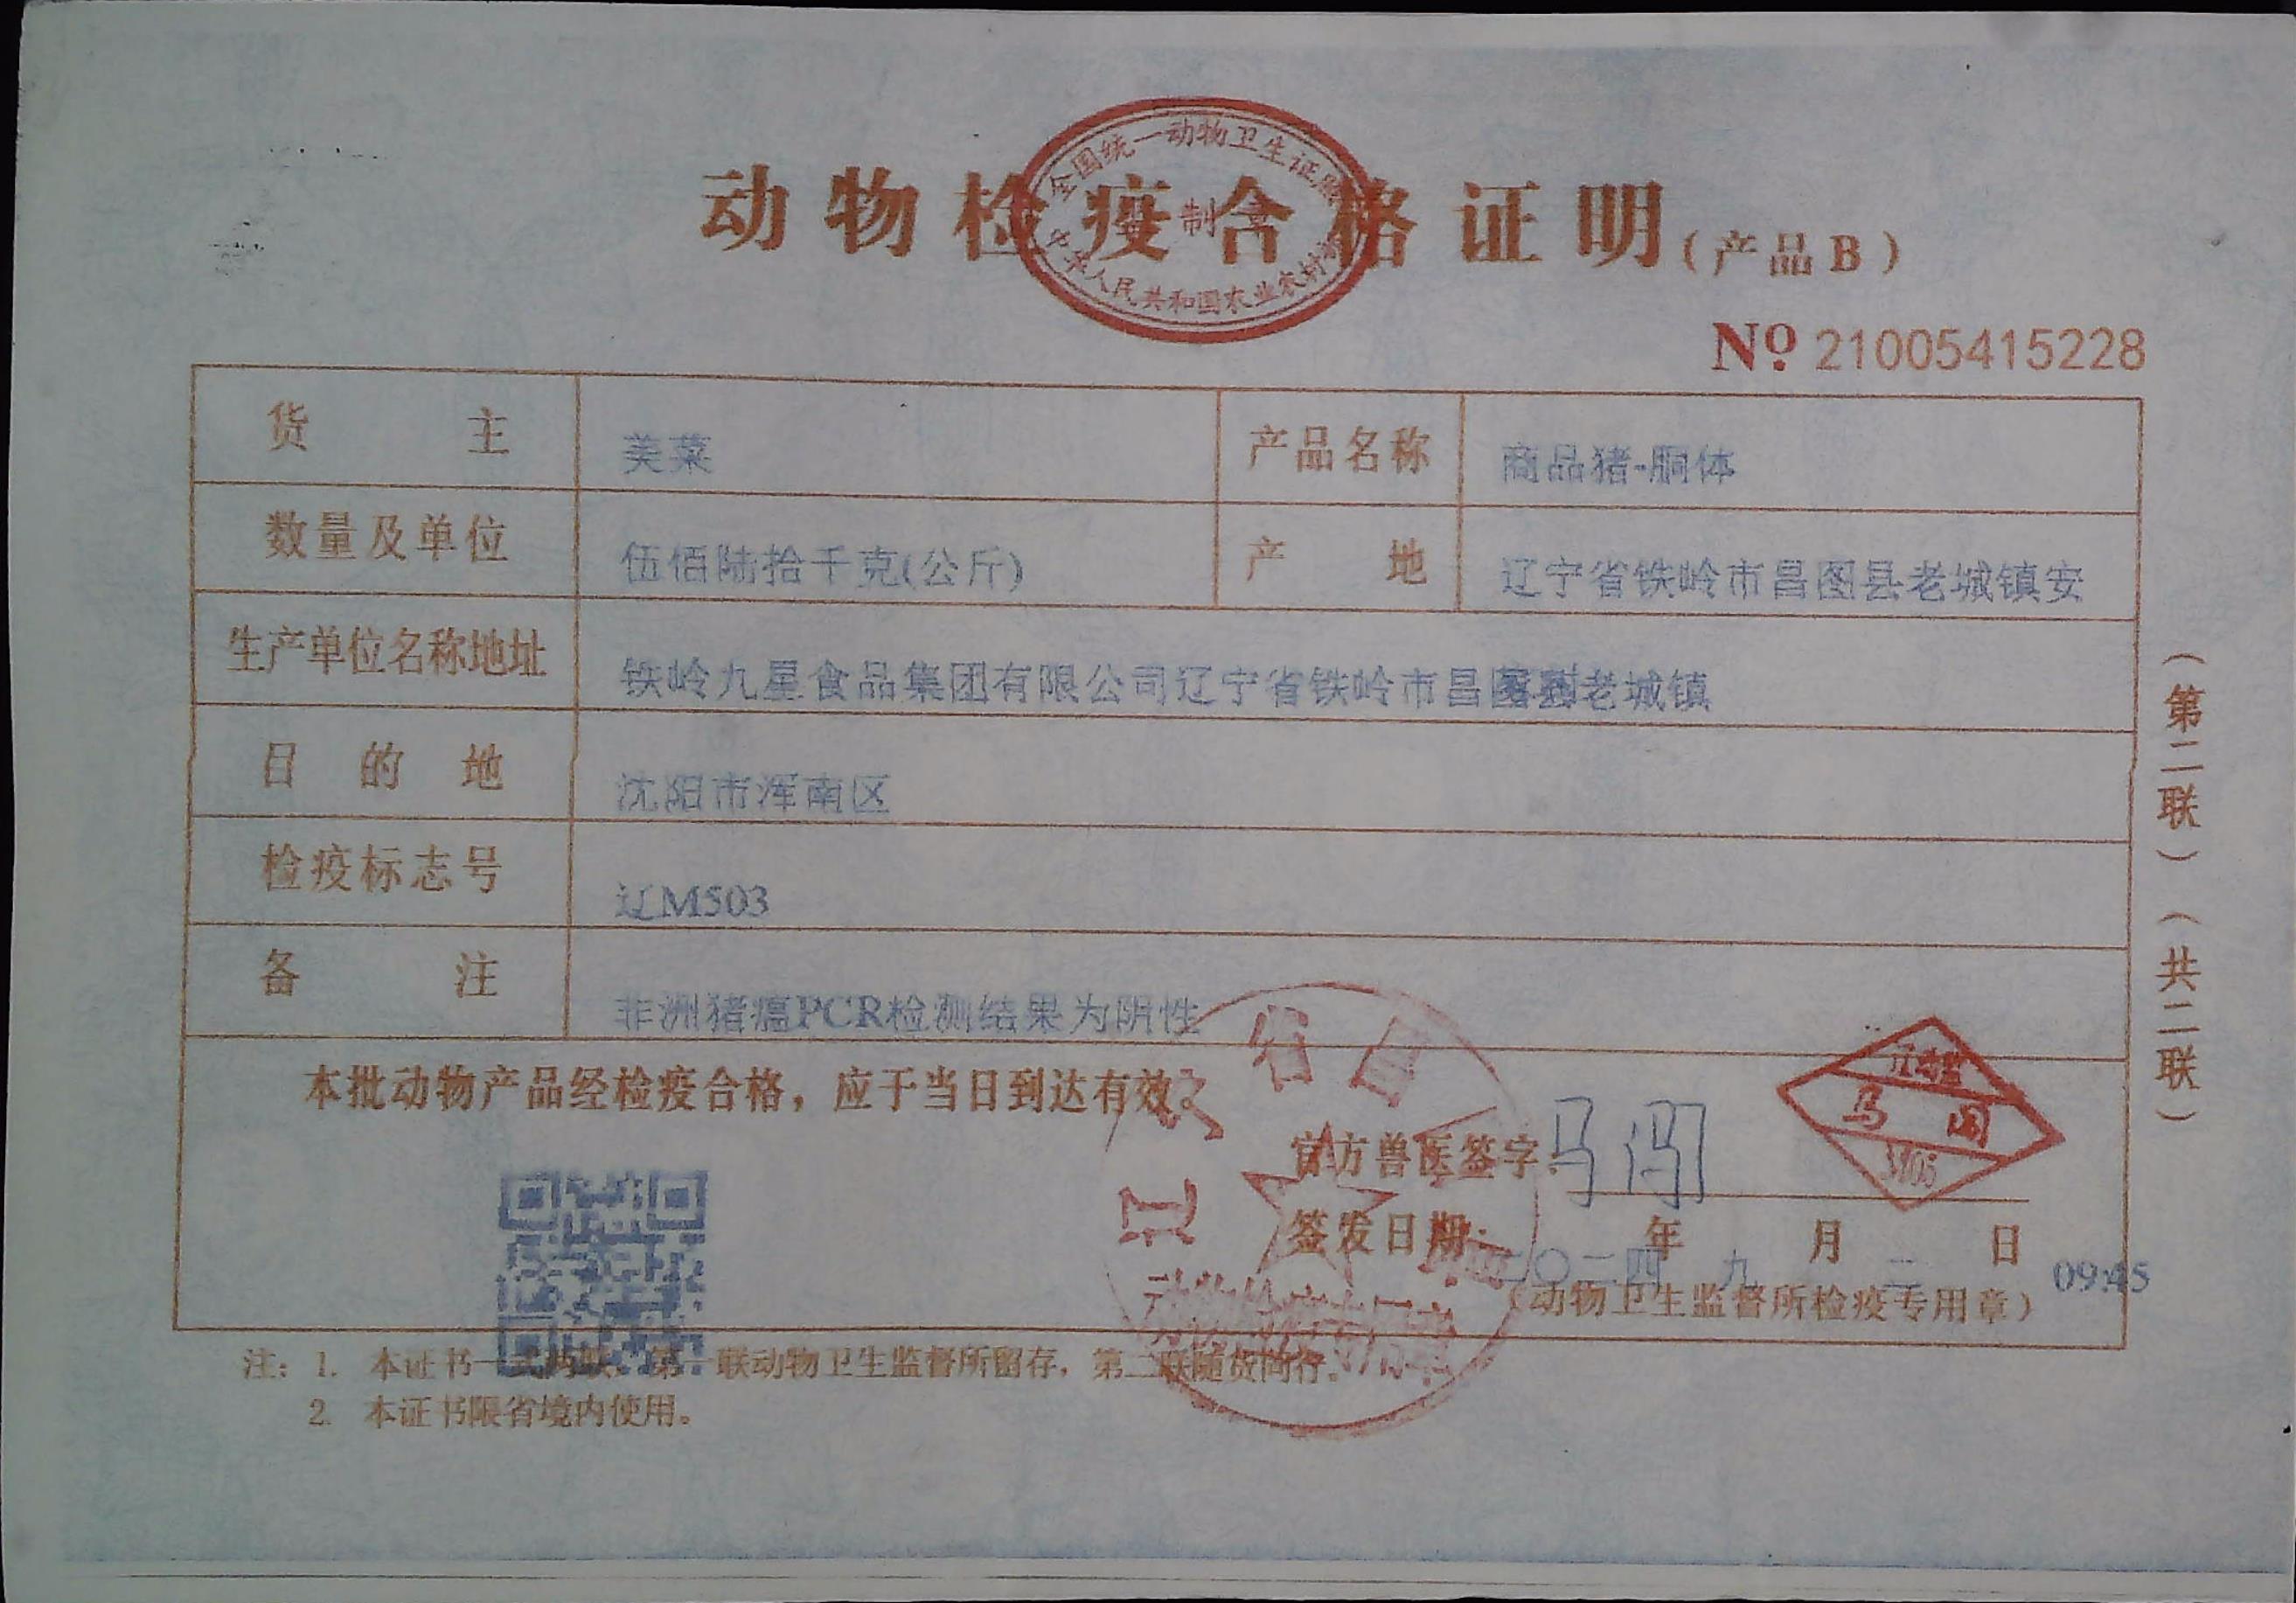 动物检疫合格证明(产品B)
全国统一动物卫生证
监制章
中华人民共和国农业农村部
№ 21005415228
货主 美菜 产品名称 商品猪-胴体
数量及单位 伍佰陆拾千克(公斤) 产地 辽宁省铁岭市昌图县老城镇安
生产单位名称地址 铁岭九星食品集团有限公司辽宁省铁岭市昌图县老城镇
目的地 沈阳市浑南区
检疫标志号 辽M503
备注 非洲猪瘟PCR检测结果为阴性
本批动物产品经检疫合格，应于当日到达有效。
官方兽医签字: 马闯
签发日期: 二〇二四年九月二日 09:45
(动物卫生监督所检疫专用章)
注: 1. 本证书一式两联，第一联动物卫生监督所留存，第二联随货同行。
2. 本证书限省境内使用。
(第二联)(共二联)
辽 省昌